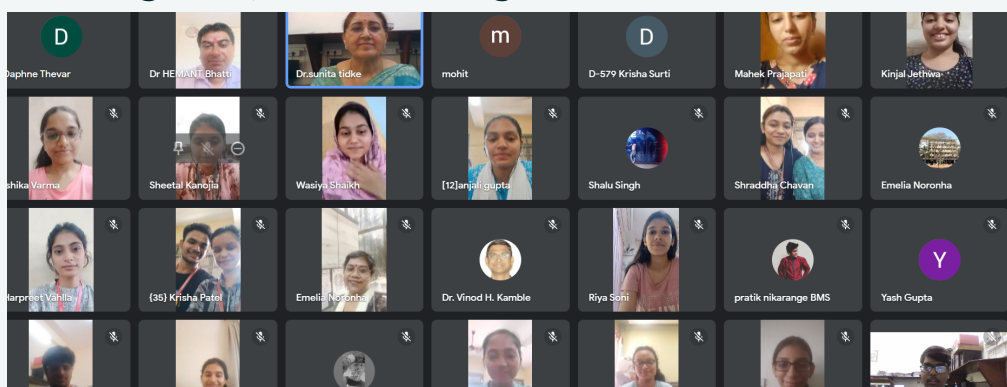 D
m
D
Daphne Thevar
Dr HEMANT Bhatti
Dr.sunita tidke
mohit
D-579 Krisha Surti
Mahek Prajapati
Kinjal Jethwa
shika Varma
Sheetal Kanojia
Wasiya Shaikh
[12]anjali gupta
Shalu Singh
Shraddha Chavan
Emelia Noronha
Y
Harpreet Vahlla
{35} Krisha Patel
Emelia Noronha
Dr. Vinod H. Kamble
Riya Soni
pratik nikarange BMS
Yash Gupta